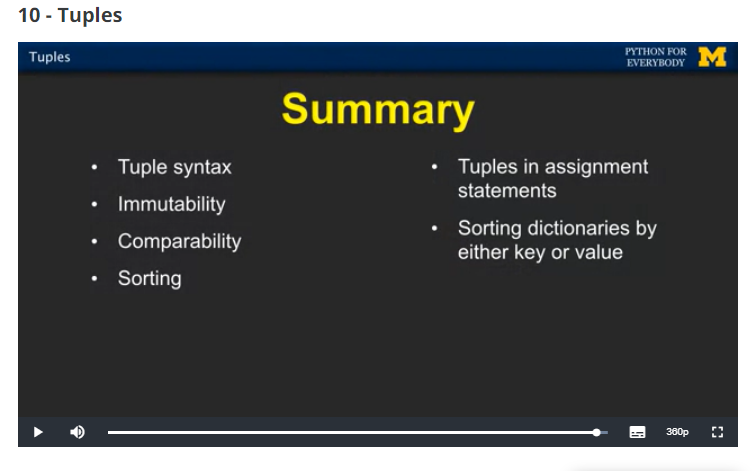 10 - Tuples
Tuples
PYTHON FOR
EVERYBODY
M
Summary
• Tuple syntax
• Immutability
• Comparability
• Sorting
• Tuples in assignment
statements
• Sorting dictionaries by
either key or value
360p